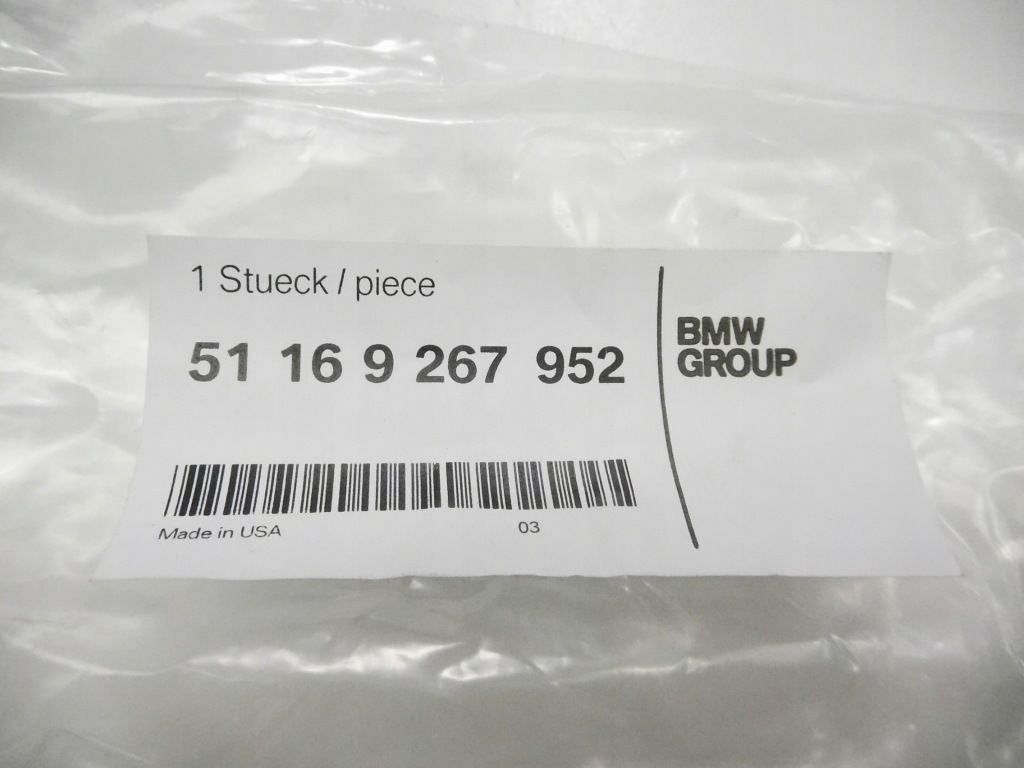 1 Stueck / piece
51 16 9 267 952
BMW
GROUP
Made in USA
03